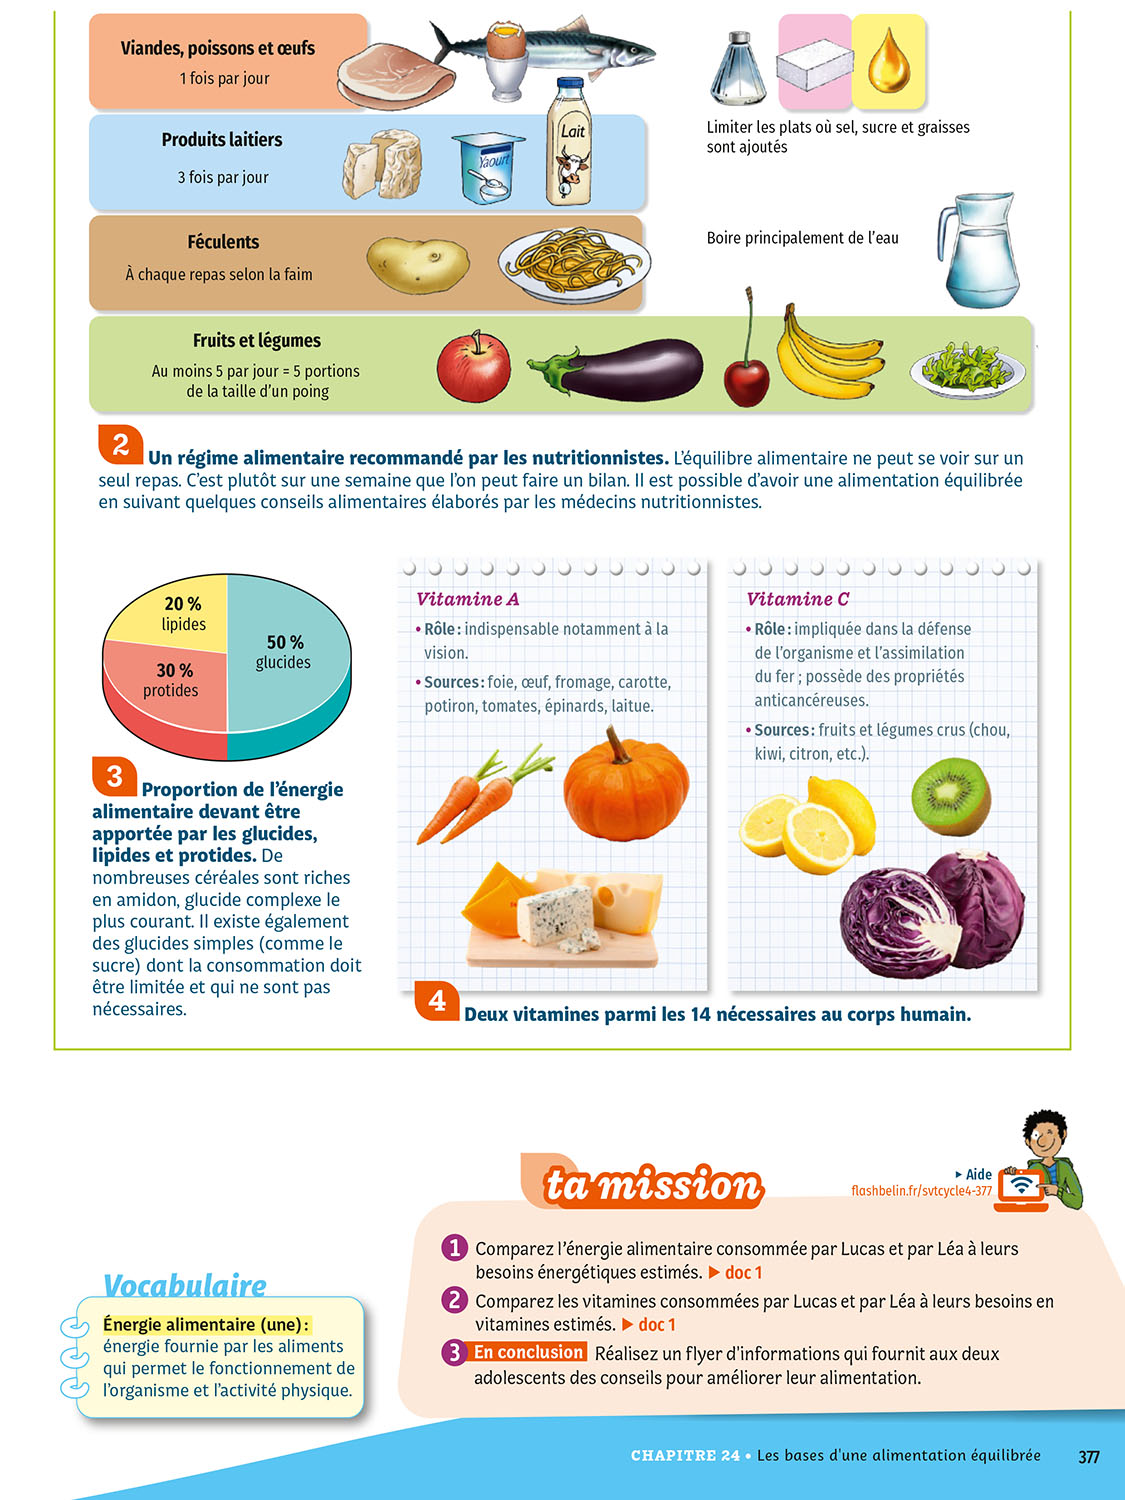 Viandes, poissons et œufs
1 fois par jour
Produits laitiers
3 fois par jour
Yaourt
Lait
Féculents
À chaque repas selon la faim
Fruits et légumes
Au moins 5 par jour = 5 portions
de la taille d'un poing
Limiter les plats où sel, sucre et graisses
sont ajoutés
Boire principalement de l'eau
2 Un régime alimentaire recommandé par les nutritionnistes. L'équilibre alimentaire ne peut se voir sur un
seul repas. C'est plutôt sur une semaine que l'on peut faire un bilan. Il est possible d'avoir une alimentation équilibrée
en suivant quelques conseils alimentaires élaborés par les médecins nutritionnistes.
20 %
lipides
50 %
glucides
30 %
protides
3 Proportion de l'énergie
alimentaire devant être
apportée par les glucides,
lipides et protides. De
nombreuses céréales sont riches
en amidon, glucide complexe le
plus courant. Il existe également
des glucides simples (comme le
sucre) dont la consommation doit
être limitée et qui ne sont pas
nécessaires.
Vitamine A
• Rôle : indispensable notamment à la
vision.
• Sources : foie, œuf, fromage, carotte,
potiron, tomates, épinards, laitue.
Vitamine C
• Rôle : impliquée dans la défense
de l'organisme et l'assimilation
du fer ; possède des propriétés
anticancéreuses.
• Sources : fruits et légumes crus (chou,
kiwi, citron, etc.).
4 Deux vitamines parmi les 14 nécessaires au corps humain.
ta mission
▸ Aide
flashbelin.fr/svtcycle4-377
1 Comparez l'énergie alimentaire consommée par Lucas et par Léa à leurs
besoins énergétiques estimés. ▶ doc 1
2 Comparez les vitamines consommées par Lucas et par Léa à leurs besoins en
vitamines estimés. ▶ doc 1
3 En conclusion Réalisez un flyer d'informations qui fournit aux deux
adolescents des conseils pour améliorer leur alimentation.
Vocabulaire
Énergie alimentaire (une) :
énergie fournie par les aliments
qui permet le fonctionnement de
l'organisme et l'activité physique.
CHAPITRE 24 • Les bases d'une alimentation équilibrée 377